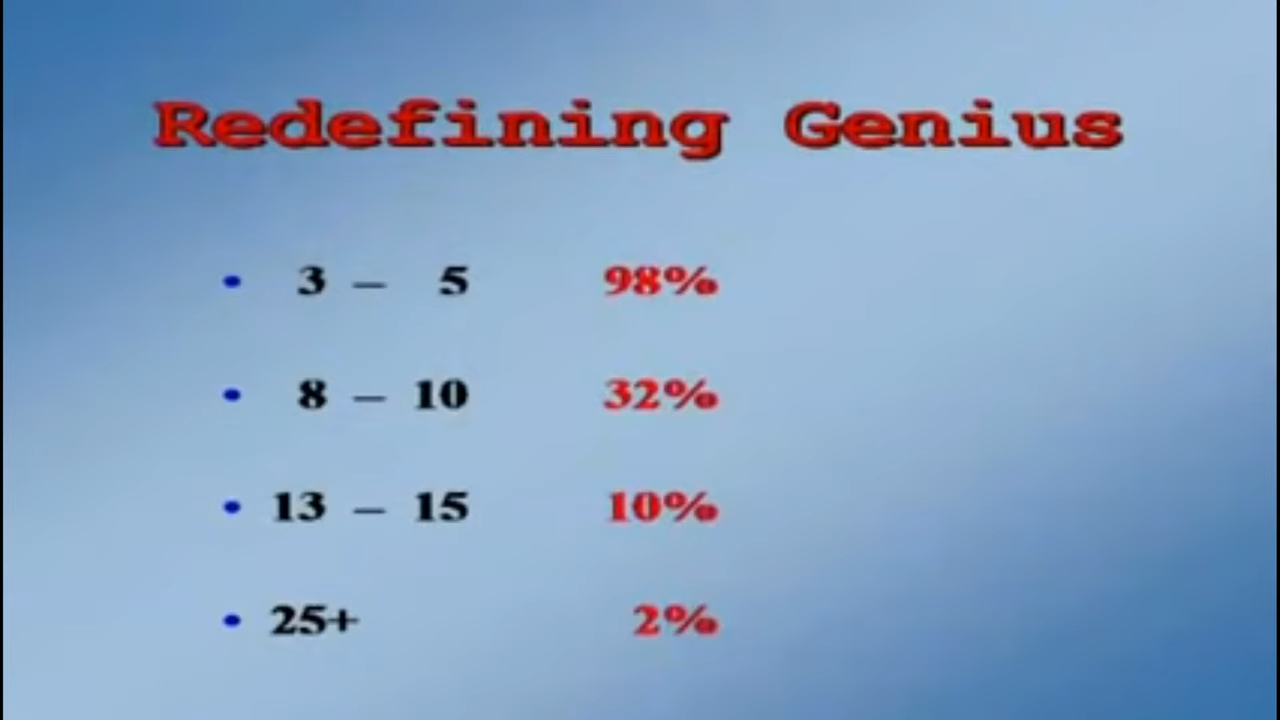 Redefining Genius
• 3 – 5 98%
• 8 – 10 32%
• 13 – 15 10%
• 25+ 2%